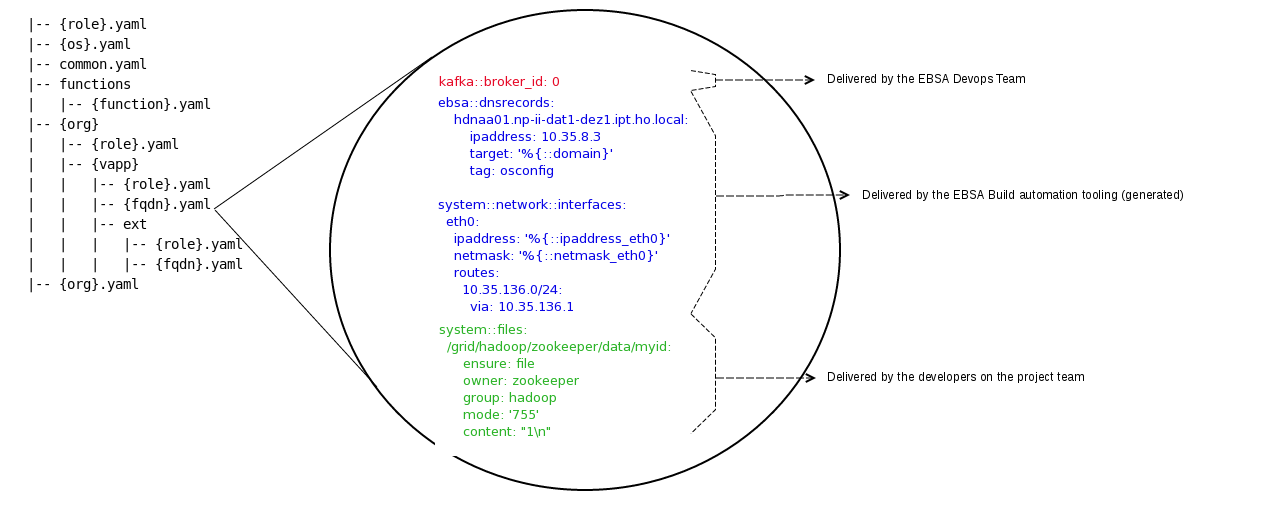 |-- {role}.yaml
|-- {os}.yaml
|-- common.yaml
|-- functions
|   |-- {function}.yaml
|-- {org}
|   |-- {role}.yaml
|   |-- {vapp}
|   |   |-- {role}.yaml
|   |   |-- {fqdn}.yaml
|   |   |-- ext
|   |   |   |-- {role}.yaml
|   |   |   |-- {fqdn}.yaml
|-- {org}.yaml
kafka::broker_id: 0
ebsa::dnsrecords:
hdnaa01.np-ii-dat1-dez1.ipt.ho.local:
ipaddress: 10.35.8.3
target: '%{::domain}'
tag: osconfig
system::network::interfaces:
eth0:
ipaddress: '%{::ipaddress_eth0}'
netmask: '%{::netmask_eth0}'
routes:
10.35.136.0/24:
via: 10.35.136.1
system::files:
/grid/hadoop/zookeeper/data/myid:
ensure: file
owner: zookeeper
group: hadoop
mode: '755'
content: "1\n"
Delivered by the EBSA Devops Team
Delivered by the EBSA Build automation tooling (generated)
Delivered by the developers on the project team